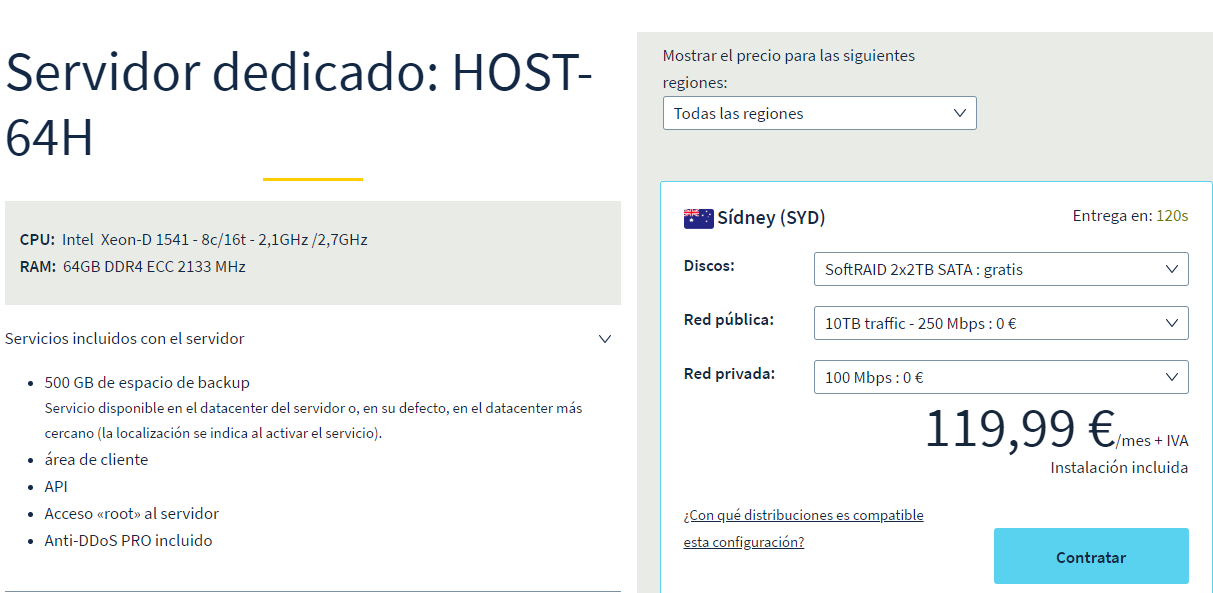 Servidor dedicado: HOST-
64H
CPU: Intel Xeon-D 1541 - 8c/16t - 2,1GHz /2,7GHz
RAM: 64GB DDR4 ECC 2133 MHz
Servicios incluidos con el servidor
• 500 GB de espacio de backup
Servicio disponible en el datacenter del servidor o, en su defecto, en el datacenter más
cercano (la localización se indica al activar el servicio).
• área de cliente
• API
• Acceso «root» al servidor
• Anti-DDoS PRO incluido
Mostrar el precio para las siguientes
regiones:
Todas las regiones
Sídney (SYD)
Entrega en: 120s
Discos:
SoftRAID 2x2TB SATA : gratis
Red pública:
10TB traffic - 250 Mbps : 0 €
Red privada:
100 Mbps : 0 €
119,99 €/mes + IVA
Instalación incluida
¿Con qué distribuciones es compatible
esta configuración?
Contratar